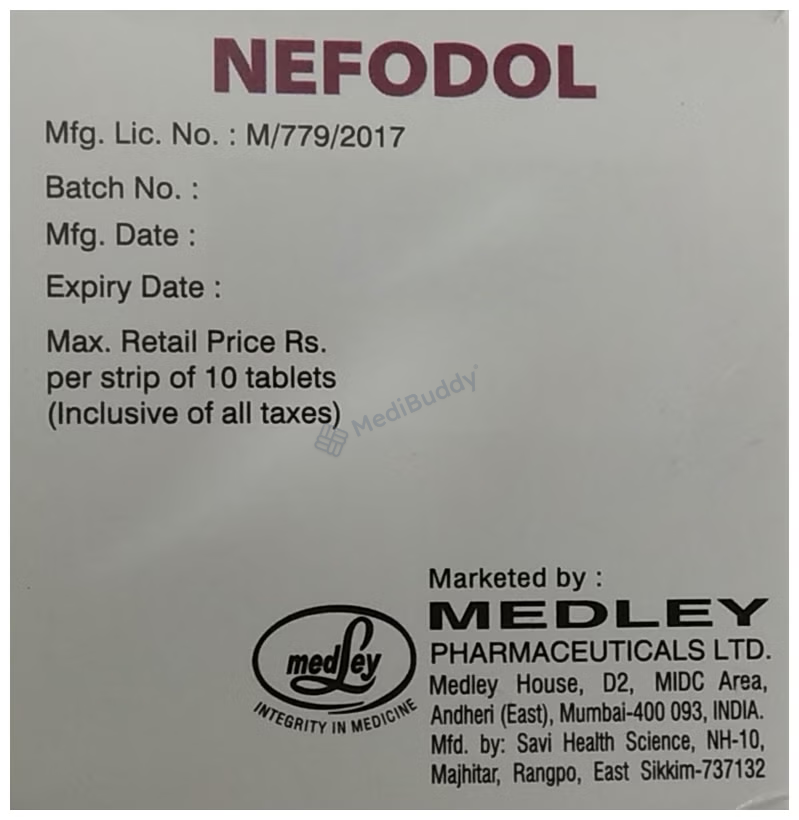 NEFODOL
Mfg. Lic. No. : M/779/2017
Batch No. :
Mfg. Date :
Expiry Date :
Max. Retail Price Rs.
per strip of 10 tablets
(Inclusive of all taxes)
MediBuddy
Marketed by :
MEDLEY
PHARMACEUTICALS LTD.
Medley House, D2, MIDC Area,
Andheri (East), Mumbai-400 093, INDIA.
Mfd. by: Savi Health Science, NH-10,
Majhitar, Rangpo, East Sikkim-737132
medley
INTEGRITY IN MEDICINE